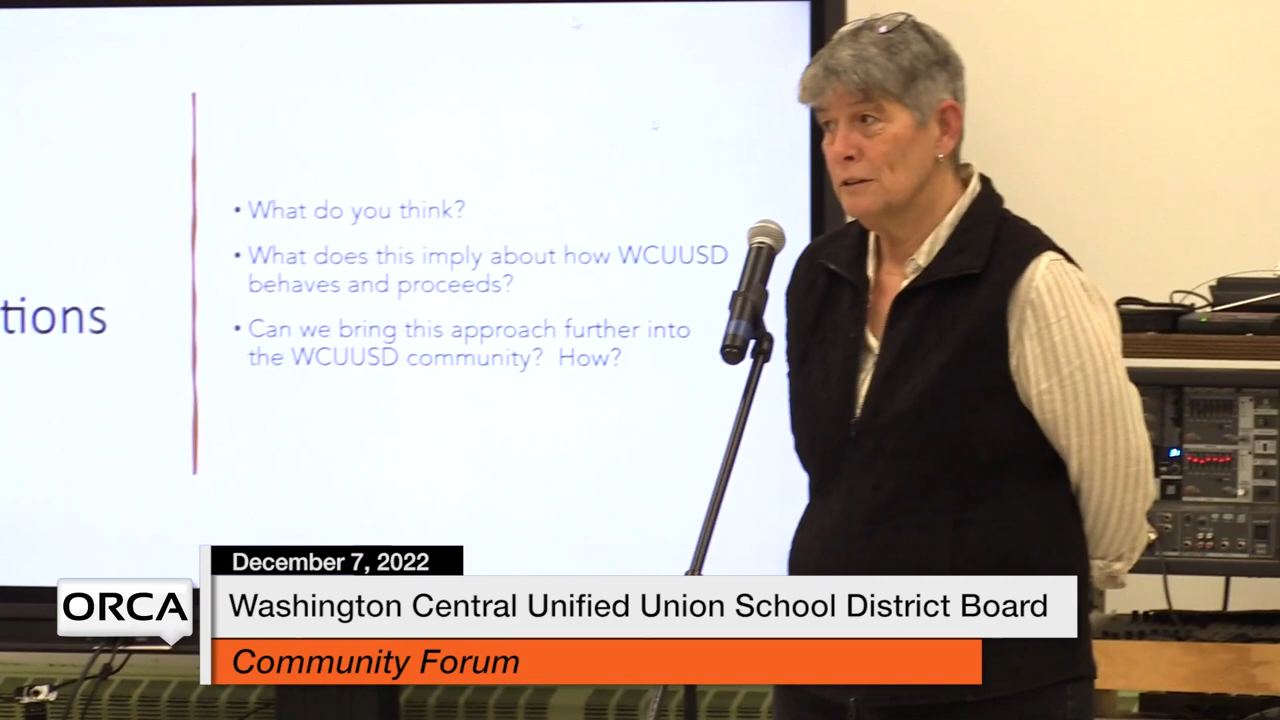 • What do you think?
• What does this imply about how WCUUSD
behaves and proceeds?
tions
• Can we bring this approach further into
the WCUUSD community? How?
December 7, 2022
ORCA
Washington Central Unified Union School District Board
Community Forum